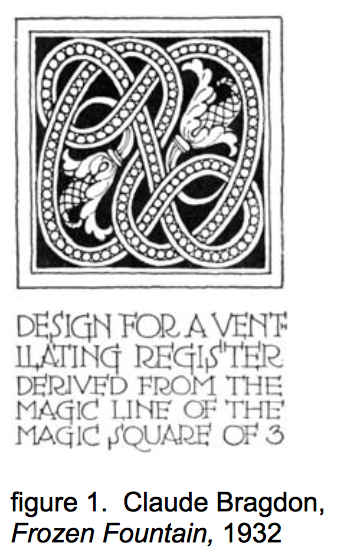 DESIGN FOR A VENT-
ILATING REGISTER
DERIVED FROM THE
MAGIC LINE OF THE
MAGIC SQUARE OF 3
figure 1. Claude Bragdon,
Frozen Fountain, 1932